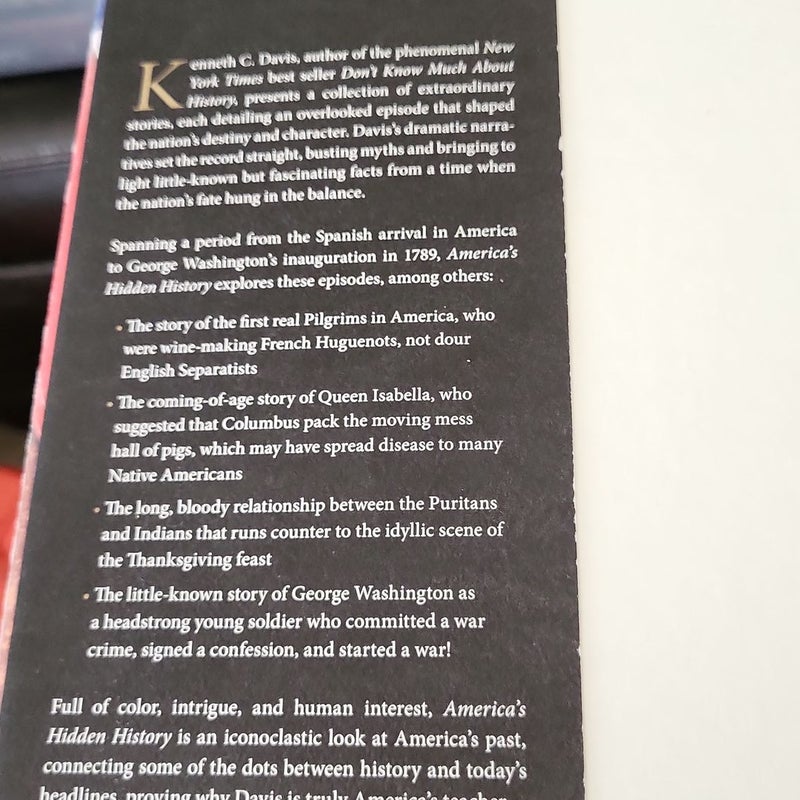 Kenneth C. Davis, author of the phenomenal New
York Times best seller Don't Know Much About
History, presents a collection of extraordinary
stories, each detailing an overlooked episode that shaped
the nation's destiny and character. Davis's dramatic narra-
tives set the record straight, busting myths and bringing to
light little-known but fascinating facts from a time when
the nation's fate hung in the balance.
Spanning a period from the Spanish arrival in America
to George Washington's inauguration in 1789, America's
Hidden History explores these episodes, among others:
• The story of the first real Pilgrims in America, who
were wine-making French Huguenots, not dour
English Separatists
• The coming-of-age story of Queen Isabella, who
suggested that Columbus pack the moving mess
hall of pigs, which may have spread disease to many
Native Americans
• The long, bloody relationship between the Puritans
and Indians that runs counter to the idyllic scene of
the Thanksgiving feast
• The little-known story of George Washington as
a headstrong young soldier who committed a war
crime, signed a confession, and started a war!
Full of color, intrigue, and human interest, America's
Hidden History is an iconoclastic look at America's past,
connecting some of the dots between history and today's
headlines, proving why Davis is truly America's teacher.